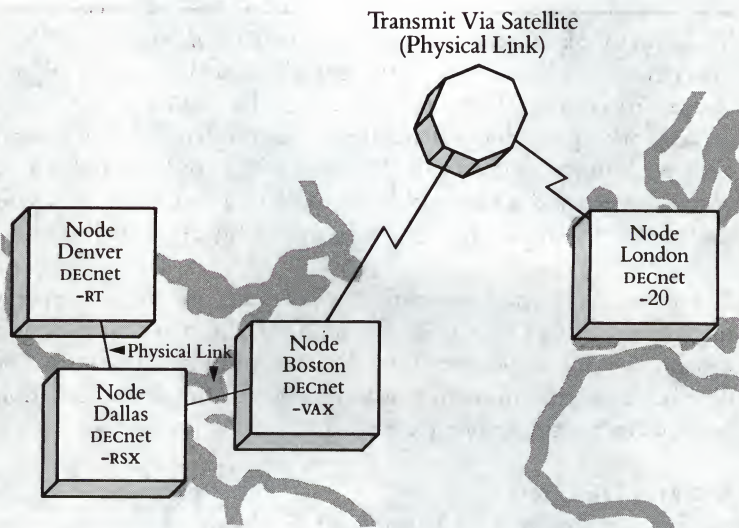 Transmit Via Satellite
(Physical Link)
Node
Denver
DECnet
-RT
Node
London
DECnet
-20
Physical Link
Node
Boston
DECnet
-VAX
Node
Dallas
DECnet
-RSX